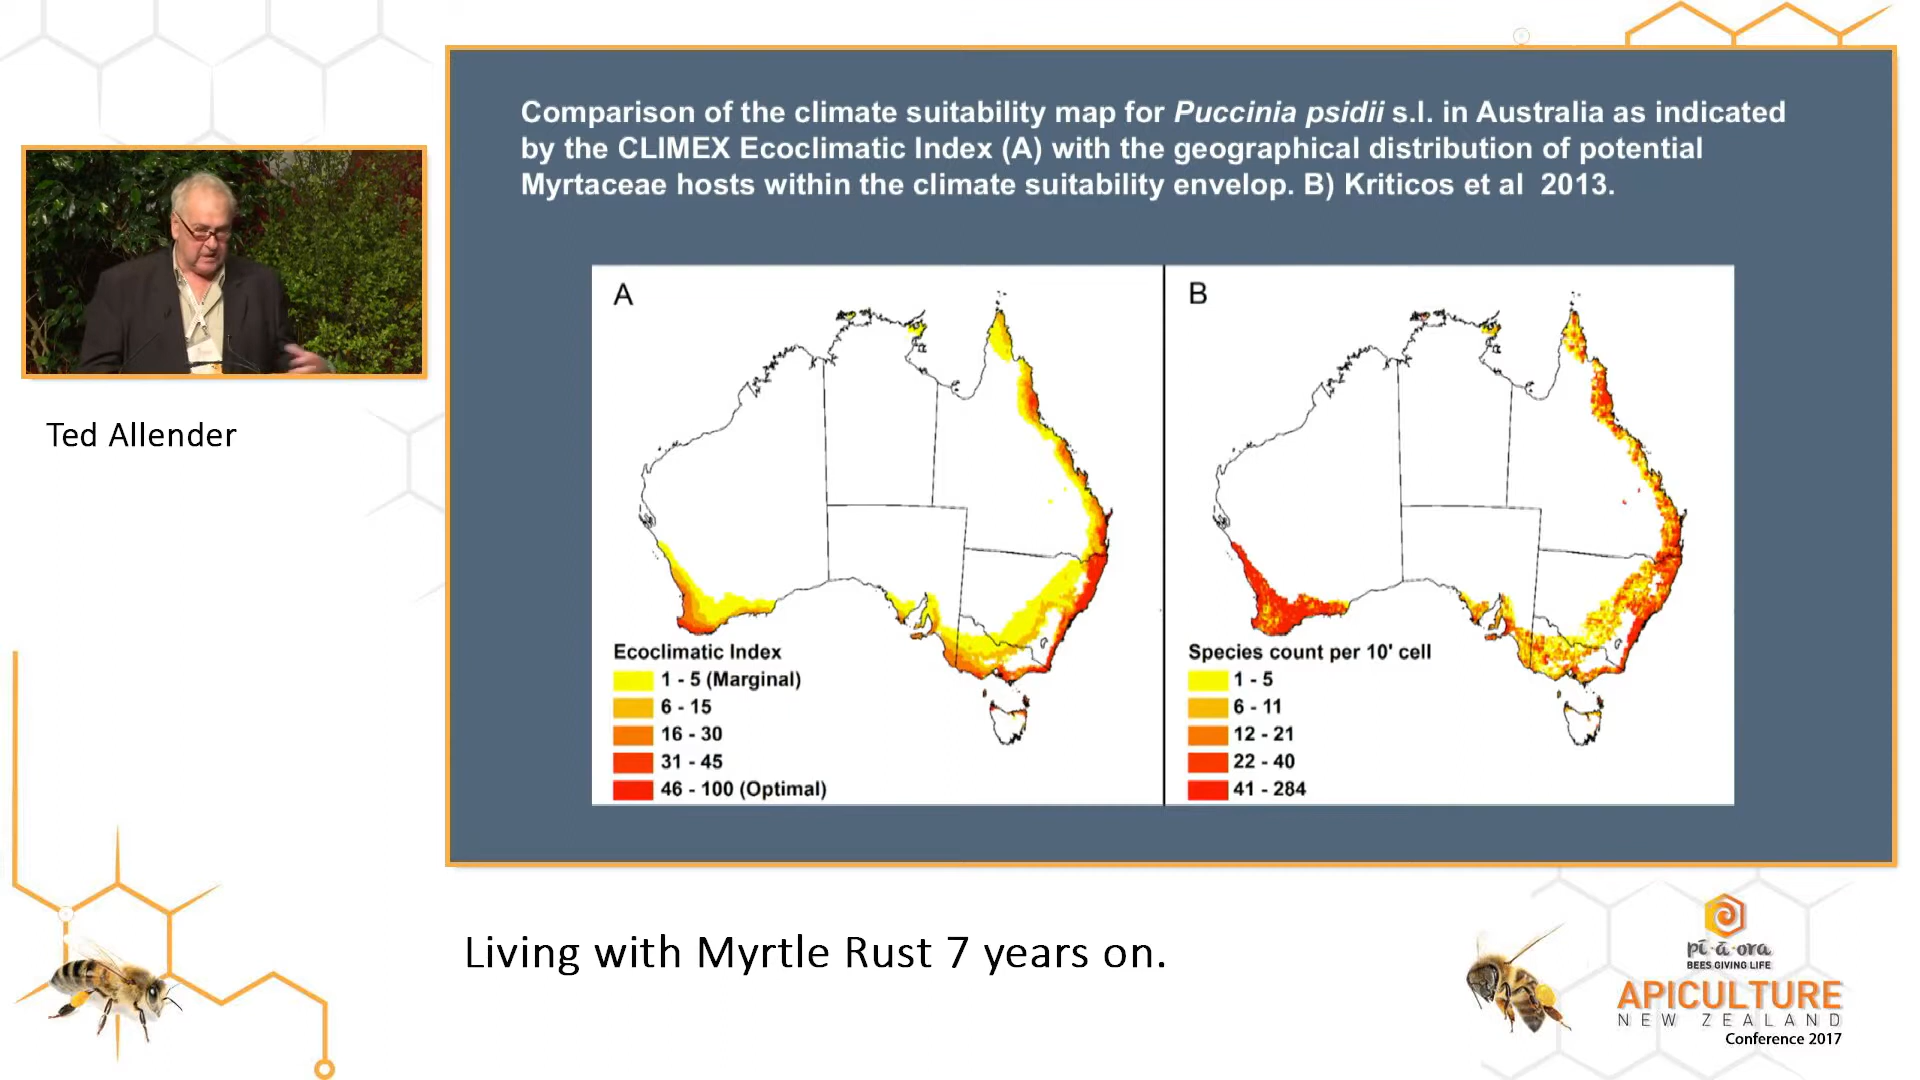 Comparison of the climate suitability map for Puccinia psidii s.l. in Australia as indicated
by the CLIMEX Ecoclimatic Index (A) with the geographical distribution of potential
Myrtaceae hosts within the climate suitability envelop. B) Kriticos et al 2013.
A
Ecoclimatic Index
1 - 5 (Marginal)
6 - 15
16 - 30
31 - 45
46 - 100 (Optimal)
B
Species count per 10' cell
1 - 5
6 - 11
12 - 21
22 - 40
41 - 284
Ted Allender
Living with Myrtle Rust 7 years on.
pī-ā-ora
BEES GIVING LIFE
APICULTURE
NEW ZEALAND
Conference 2017